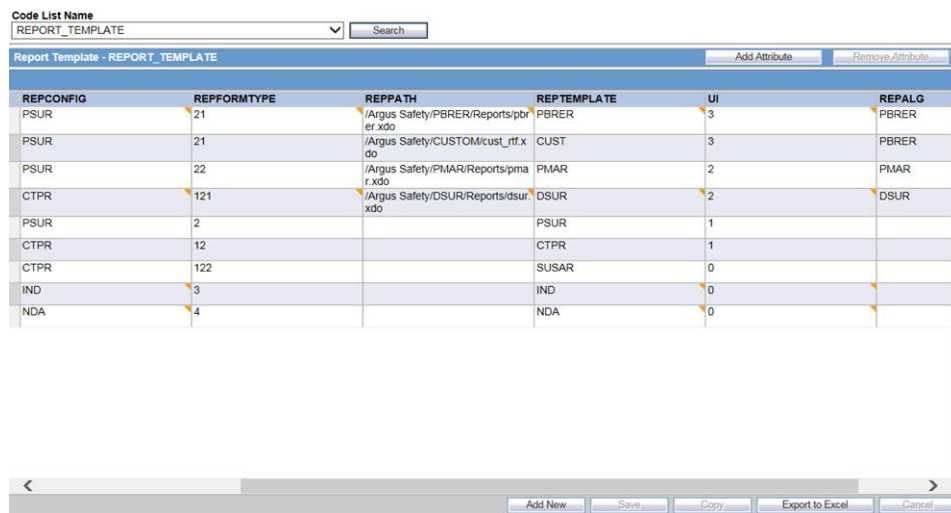 Code List Name
REPORT_TEMPLATE Search
Report Template - REPORT_TEMPLATE Add Attribute Remove Attribute
REPCONFIG REPFORMTYPE REPPATH REPTEMPLATE UI REPALG
PSUR 21 /Argus Safety/PBRER/Reports/pbr PBRER 3 PBRER
er.xdo
PSUR 21 /Argus Safety/CUSTOM/cust_rtf.x CUST 3 PBRER
do
PSUR 22 /Argus Safety/PMAR/Reports/pma PMAR 2 PMAR
r.xdo
CTPR 121 /Argus Safety/DSUR/Reports/dsur. DSUR 2 DSUR
xdo
PSUR 2 PSUR 1
CTPR 12 CTPR 1
CTPR 122 SUSAR 0
IND 3 IND 0
NDA 4 NDA 0
Add New Save Copy Export to Excel Cancel